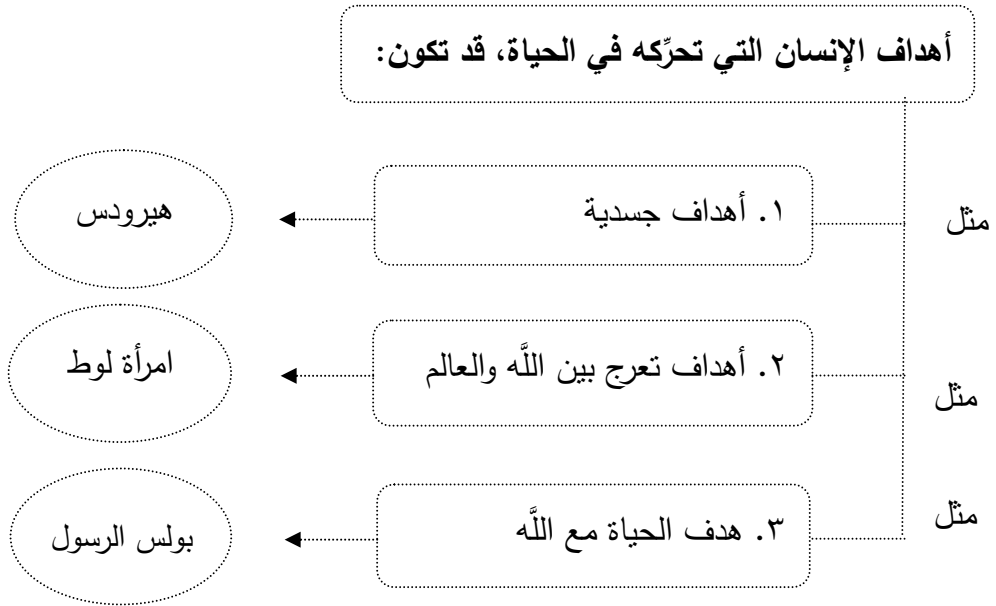 أهداف الإنسان التي تحرِّكه في الحياة، قد تكون:
مثل
١. أهداف جسدية
هيرودس
مثل
٢. أهداف تعرج بين اللَّه والعالم
امرأة لوط
مثل
٣. هدف الحياة مع اللَّه
بولس الرسول